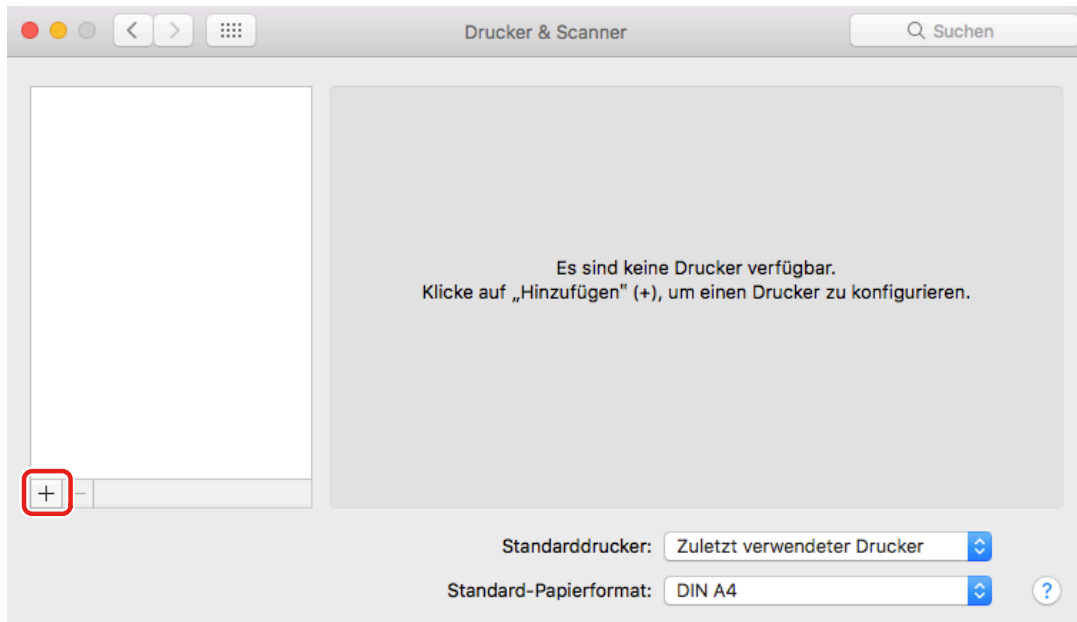 Drucker & Scanner
Suchen
Es sind keine Drucker verfügbar.
Klicke auf „Hinzufügen“ (+), um einen Drucker zu konfigurieren.
+ −
Standarddrucker: Zuletzt verwendeter Drucker
Standard-Papierformat: DIN A4
?